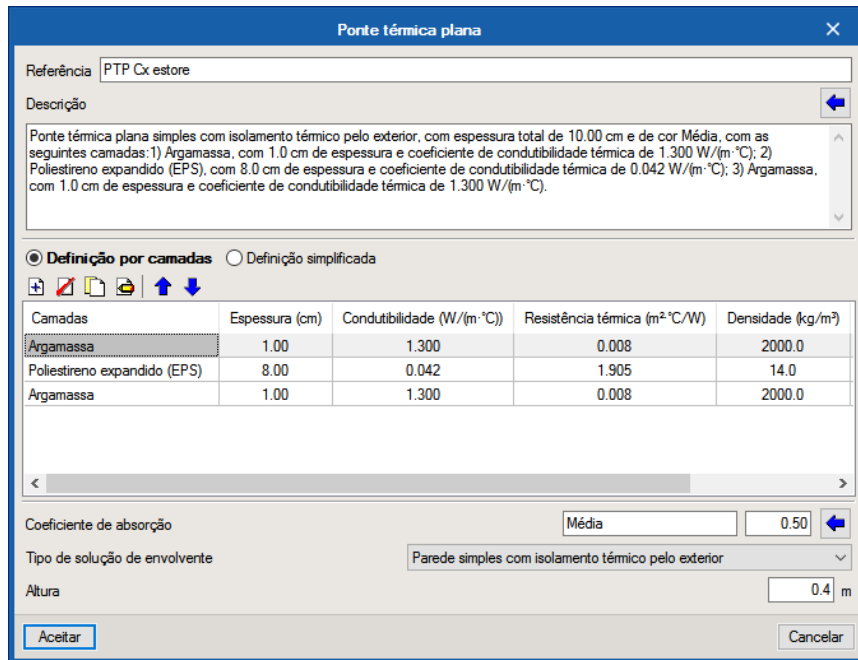 Ponte térmica plana
Referência PTP Cx estore
Descrição
Ponte térmica plana simples com isolamento térmico pelo exterior, com espessura total de 10.00 cm e de cor Média, com as
seguintes camadas:1) Argamassa, com 1.0 cm de espessura e coeficiente de condutibilidade térmica de 1.300 W/(m·°C); 2)
Poliestireno expandido (EPS), com 8.0 cm de espessura e coeficiente de condutibilidade térmica de 0.042 W/(m·°C); 3) Argamassa,
com 1.0 cm de espessura e coeficiente de condutibilidade térmica de 1.300 W/(m·°C).
Definição por camadas Definição simplificada
Camadas Espessura (cm) Condutibilidade (W/(m·°C)) Resistência térmica (m²·°C/W) Densidade (kg/m³)
Argamassa 1.00 1.300 0.008 2000.0
Poliestireno expandido (EPS) 8.00 0.042 1.905 14.0
Argamassa 1.00 1.300 0.008 2000.0
Coeficiente de absorção Média 0.50
Tipo de solução de envolvente Parede simples com isolamento térmico pelo exterior
Altura 0.4 m
Aceitar Cancelar